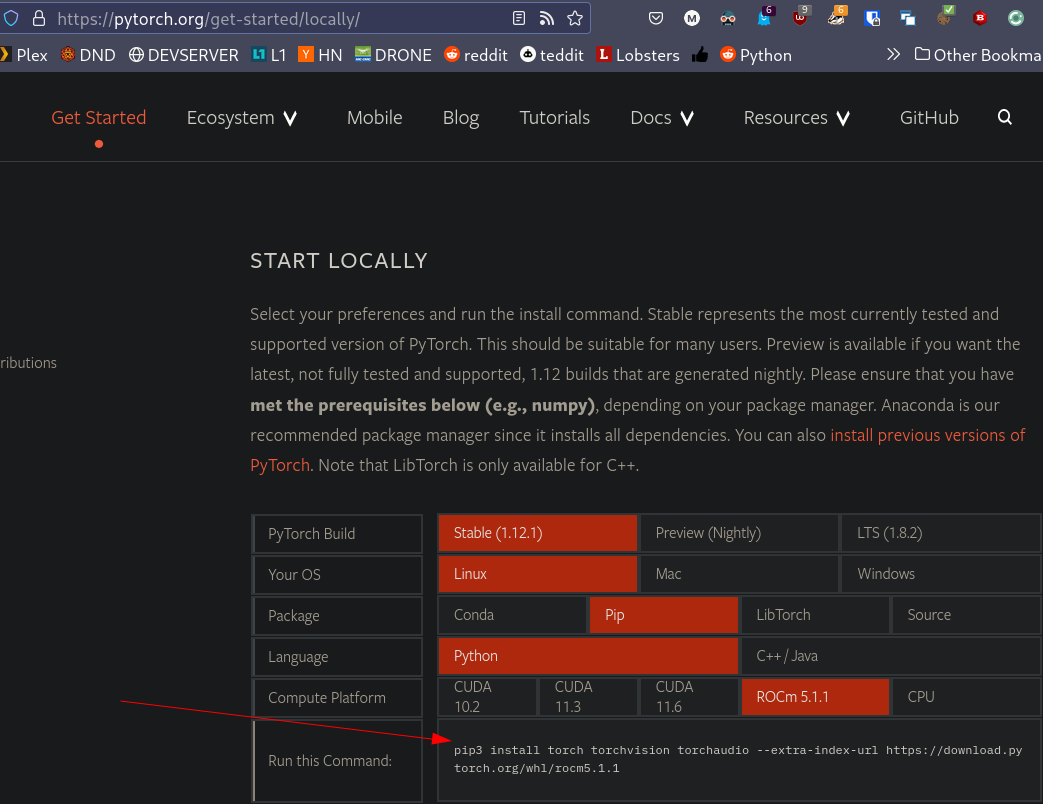 https://pytorch.org/get-started/locally/
M
6
9
6
B
Plex DND DEVSERVER L1 L1 Y HN DRONE reddit teddit L Lobsters Python Other Bookma
Get Started Ecosystem Mobile Blog Tutorials Docs Resources GitHub
START LOCALLY
Select your preferences and run the install command. Stable represents the most currently tested and
supported version of PyTorch. This should be suitable for many users. Preview is available if you want the
ributions
latest, not fully tested and supported, 1.12 builds that are generated nightly. Please ensure that you have
met the prerequisites below (e.g., numpy), depending on your package manager. Anaconda is our
recommended package manager since it installs all dependencies. You can also install previous versions of
PyTorch. Note that LibTorch is only available for C++.
PyTorch Build Stable (1.12.1) Preview (Nightly) LTS (1.8.2)
Your OS Linux Mac Windows
Package Conda Pip LibTorch Source
Language Python C++ / Java
Compute Platform CUDA 10.2 CUDA 11.3 CUDA 11.6 ROCm 5.1.1 CPU
Run this Command:
pip3 install torch torchvision torchaudio --extra-index-url https://download.py
torch.org/whl/rocm5.1.1